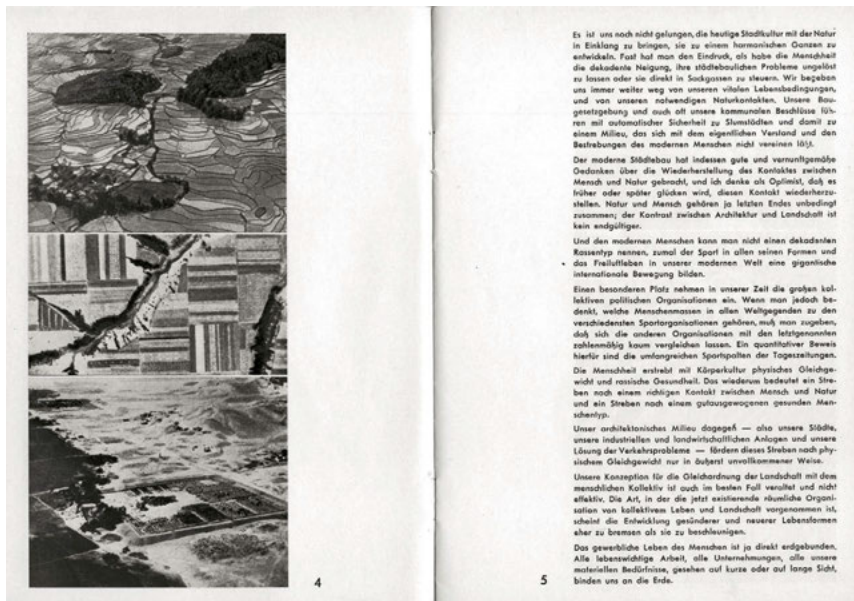 4
Es ist uns noch nicht gelungen, die heutige Stadtkultur mit der Natur
in Einklang zu bringen, sie zu einem harmonischen Ganzen zu
entwickeln. Fast hat man den Eindruck, als habe die Menschheit
die dekadente Neigung, ihre städtebaulichen Probleme ungelöst
zu lassen oder sie direkt in Sackgassen zu steuern. Wir begeben
uns immer weiter weg von unseren vitalen Lebensbedingungen,
und von unseren notwendigen Naturkontakten. Unsere Bau-
gesetzgebung und auch oft unsere kommunalen Beschlüsse füh-
ren mit automatischer Sicherheit zu Slumstädten und damit zu
einem Milieu, das sich mit dem eigentlichen Verstand und den
Bestrebungen des modernen Menschen nicht vereinen läßt.
Der moderne Städtebau hat indessen gute und vernunftgemäße
Gedanken über die Wiederherstellung des Kontaktes zwischen
Mensch und Natur gebracht, und ich denke als Optimist, daß es
früher oder später glücken wird, diesen Kontakt wiederherzu-
stellen. Natur und Mensch gehören ja letzten Endes unbedingt
zusammen; der Kontrast zwischen Architektur und Landschaft ist
kein endgültiger.
Und den modernen Menschen kann man nicht einen dekadenten
Rassentyp nennen, zumal der Sport in allen seinen Formen und
das Freiluftleben in unserer modernen Welt eine gigantische
internationale Bewegung bilden.
Einen besonderen Platz nehmen in unserer Zeit die großen kol-
lektiven politischen Organisationen ein. Wenn man jedoch be-
denkt, welche Menschenmassen in allen Weltgegenden zu den
verschiedensten Sportorganisationen gehören, muß man zugeben,
daß sich die anderen Organisationen mit den letztgenannten
zahlenmäßig kaum vergleichen lassen. Ein quantitativer Beweis
hierfür sind die umfangreichen Sportspalten der Tageszeitungen.
Die Menschheit erstrebt mit Körperkultur physisches Gleichge-
wicht und rassische Gesundheit. Das wiederum bedeutet ein Stre-
ben nach einem richtigen Kontakt zwischen Mensch und Natur
und ein Streben nach einem gutausgewogenen gesunden Men-
schentyp.
Unser architektonisches Milieu dagegen — also unsere Städte,
unsere industriellen und landwirtschaftlichen Anlagen und unsere
Lösung der Verkehrsprobleme — fördern dieses Streben nach phy-
sischem Gleichgewicht nur in äußerst unvollkommener Weise.
Unsere Konzeption für die Gleichordnung der Landschaft mit dem
menschlichen Kollektiv ist auch im besten Fall veraltet und nicht
effektiv. Die Art, in der die jetzt existierende räumliche Organi-
sation von kollektivem Leben und Landschaft vorgenommen ist,
scheint die Entwicklung gesünderer und neuerer Lebensformen
eher zu bremsen als sie zu beschleunigen.
Das gewerbliche Leben des Menschen ist ja direkt erdgebunden.
Alle lebenswichtige Arbeit, alle Unternehmungen, alle unsere
materiellen Bedürfnisse, gesehen auf kurze oder auf lange Sicht,
binden uns an die Erde.
5